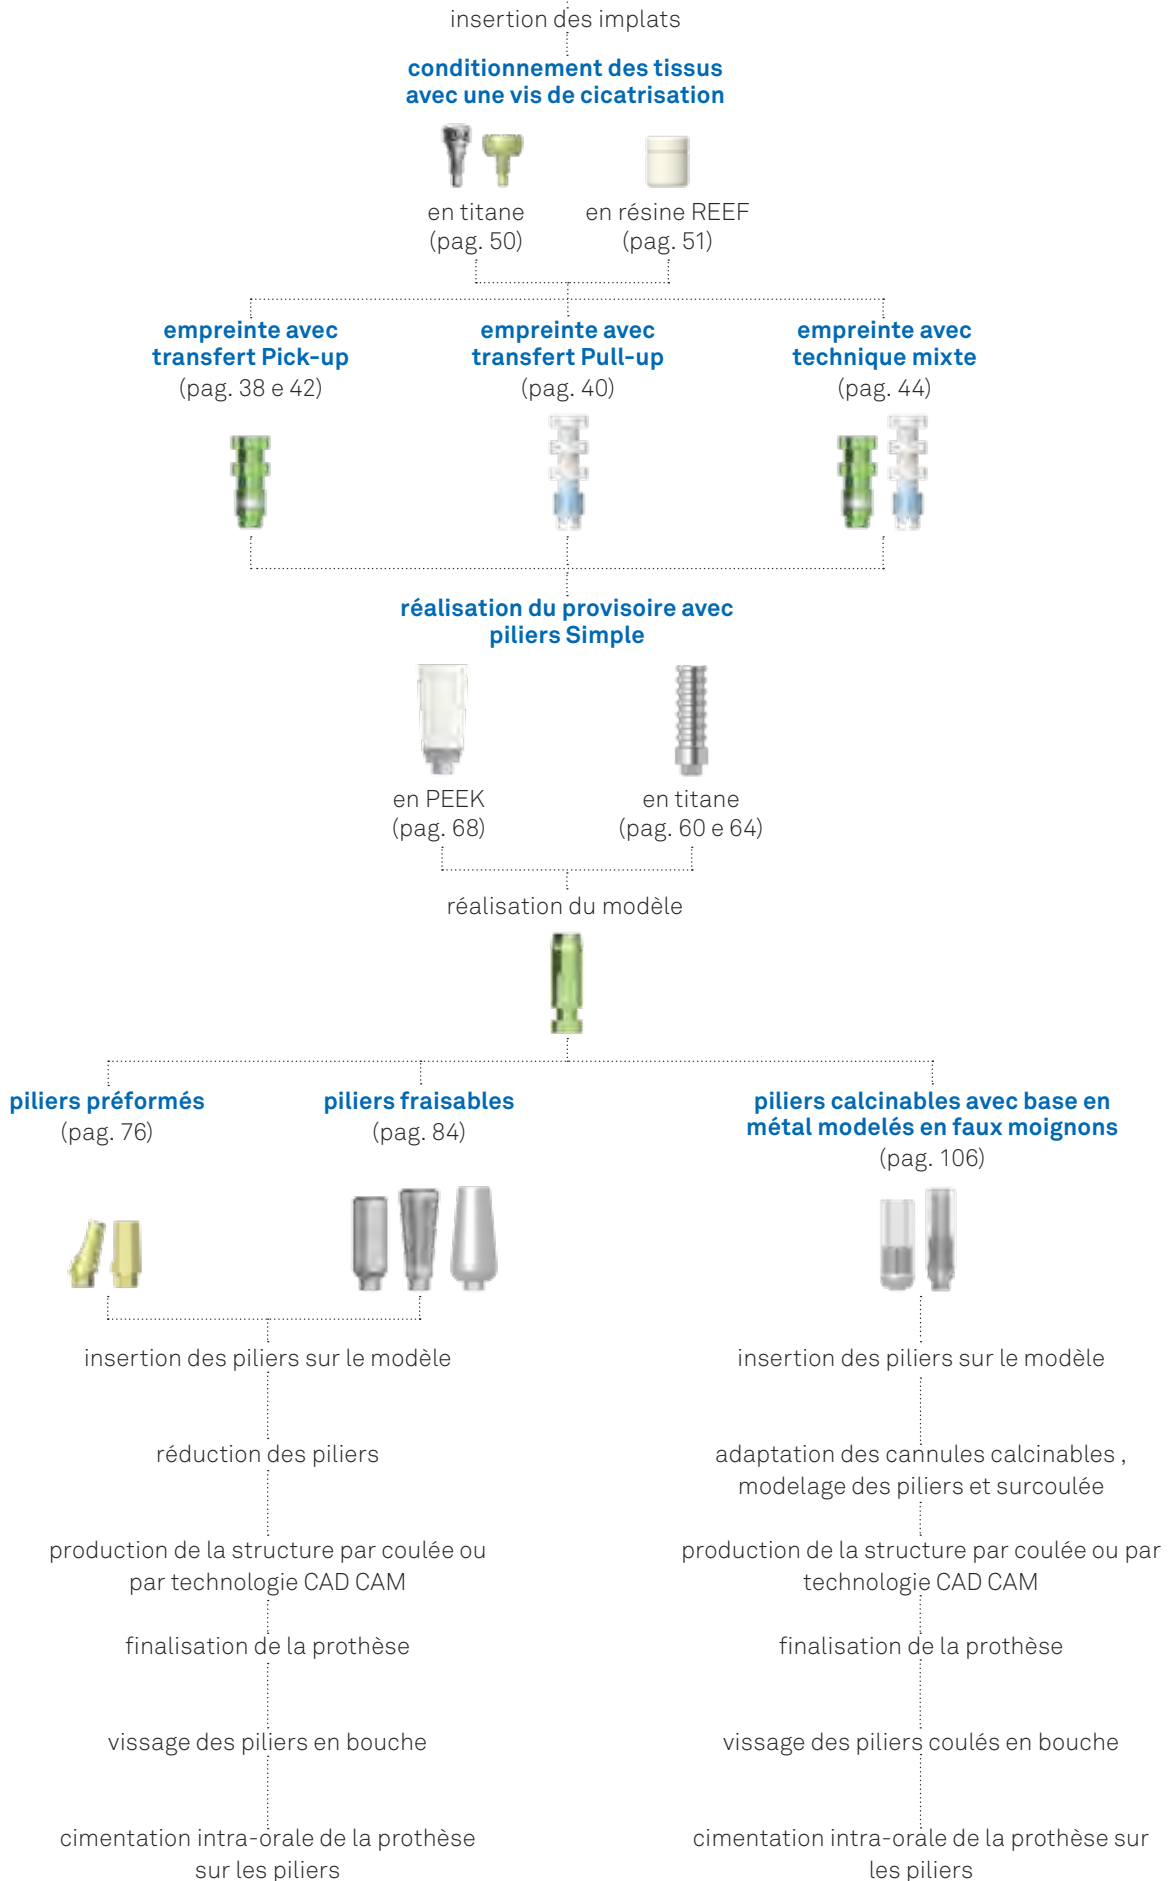 insertion des implats
conditionnement des tissus
avec une vis de cicatrisation
en titane
(pag. 50)
en résine REEF
(pag. 51)
empreinte avec
transfert Pick-up
(pag. 38 e 42)
empreinte avec
transfert Pull-up
(pag. 40)
empreinte avec
technique mixte
(pag. 44)
réalisation du provisoire avec
piliers Simple
en PEEK
(pag. 68)
en titane
(pag. 60 e 64)
réalisation du modèle
piliers préformés
(pag. 76)
piliers fraisables
(pag. 84)
piliers calcinables avec base en
métal modelés en faux moignons
(pag. 106)
insertion des piliers sur le modèle
réduction des piliers
production de la structure par coulée ou
par technologie CAD CAM
finalisation de la prothèse
vissage des piliers en bouche
cimentation intra-orale de la prothèse
sur les piliers
insertion des piliers sur le modèle
adaptation des cannules calcinables ,
modelage des piliers et surcoulée
production de la structure par coulée ou par
technologie CAD CAM
finalisation de la prothèse
vissage des piliers coulés en bouche
cimentation intra-orale de la prothèse sur
les piliers